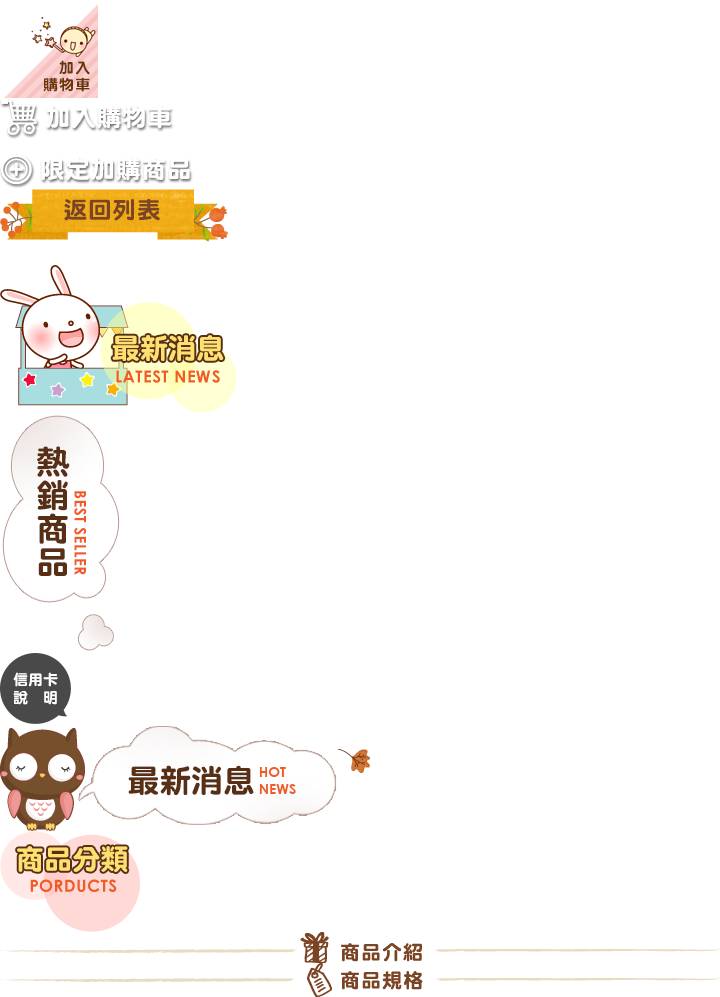 加入
購物車
加入購物車
限定加購商品
返回列表
最新消息
LATEST NEWS
熱銷商品
BEST SELLER
信用卡
說 明
最新消息
HOT
NEWS
商品分類
PORDUCTS
商品介紹
商品規格